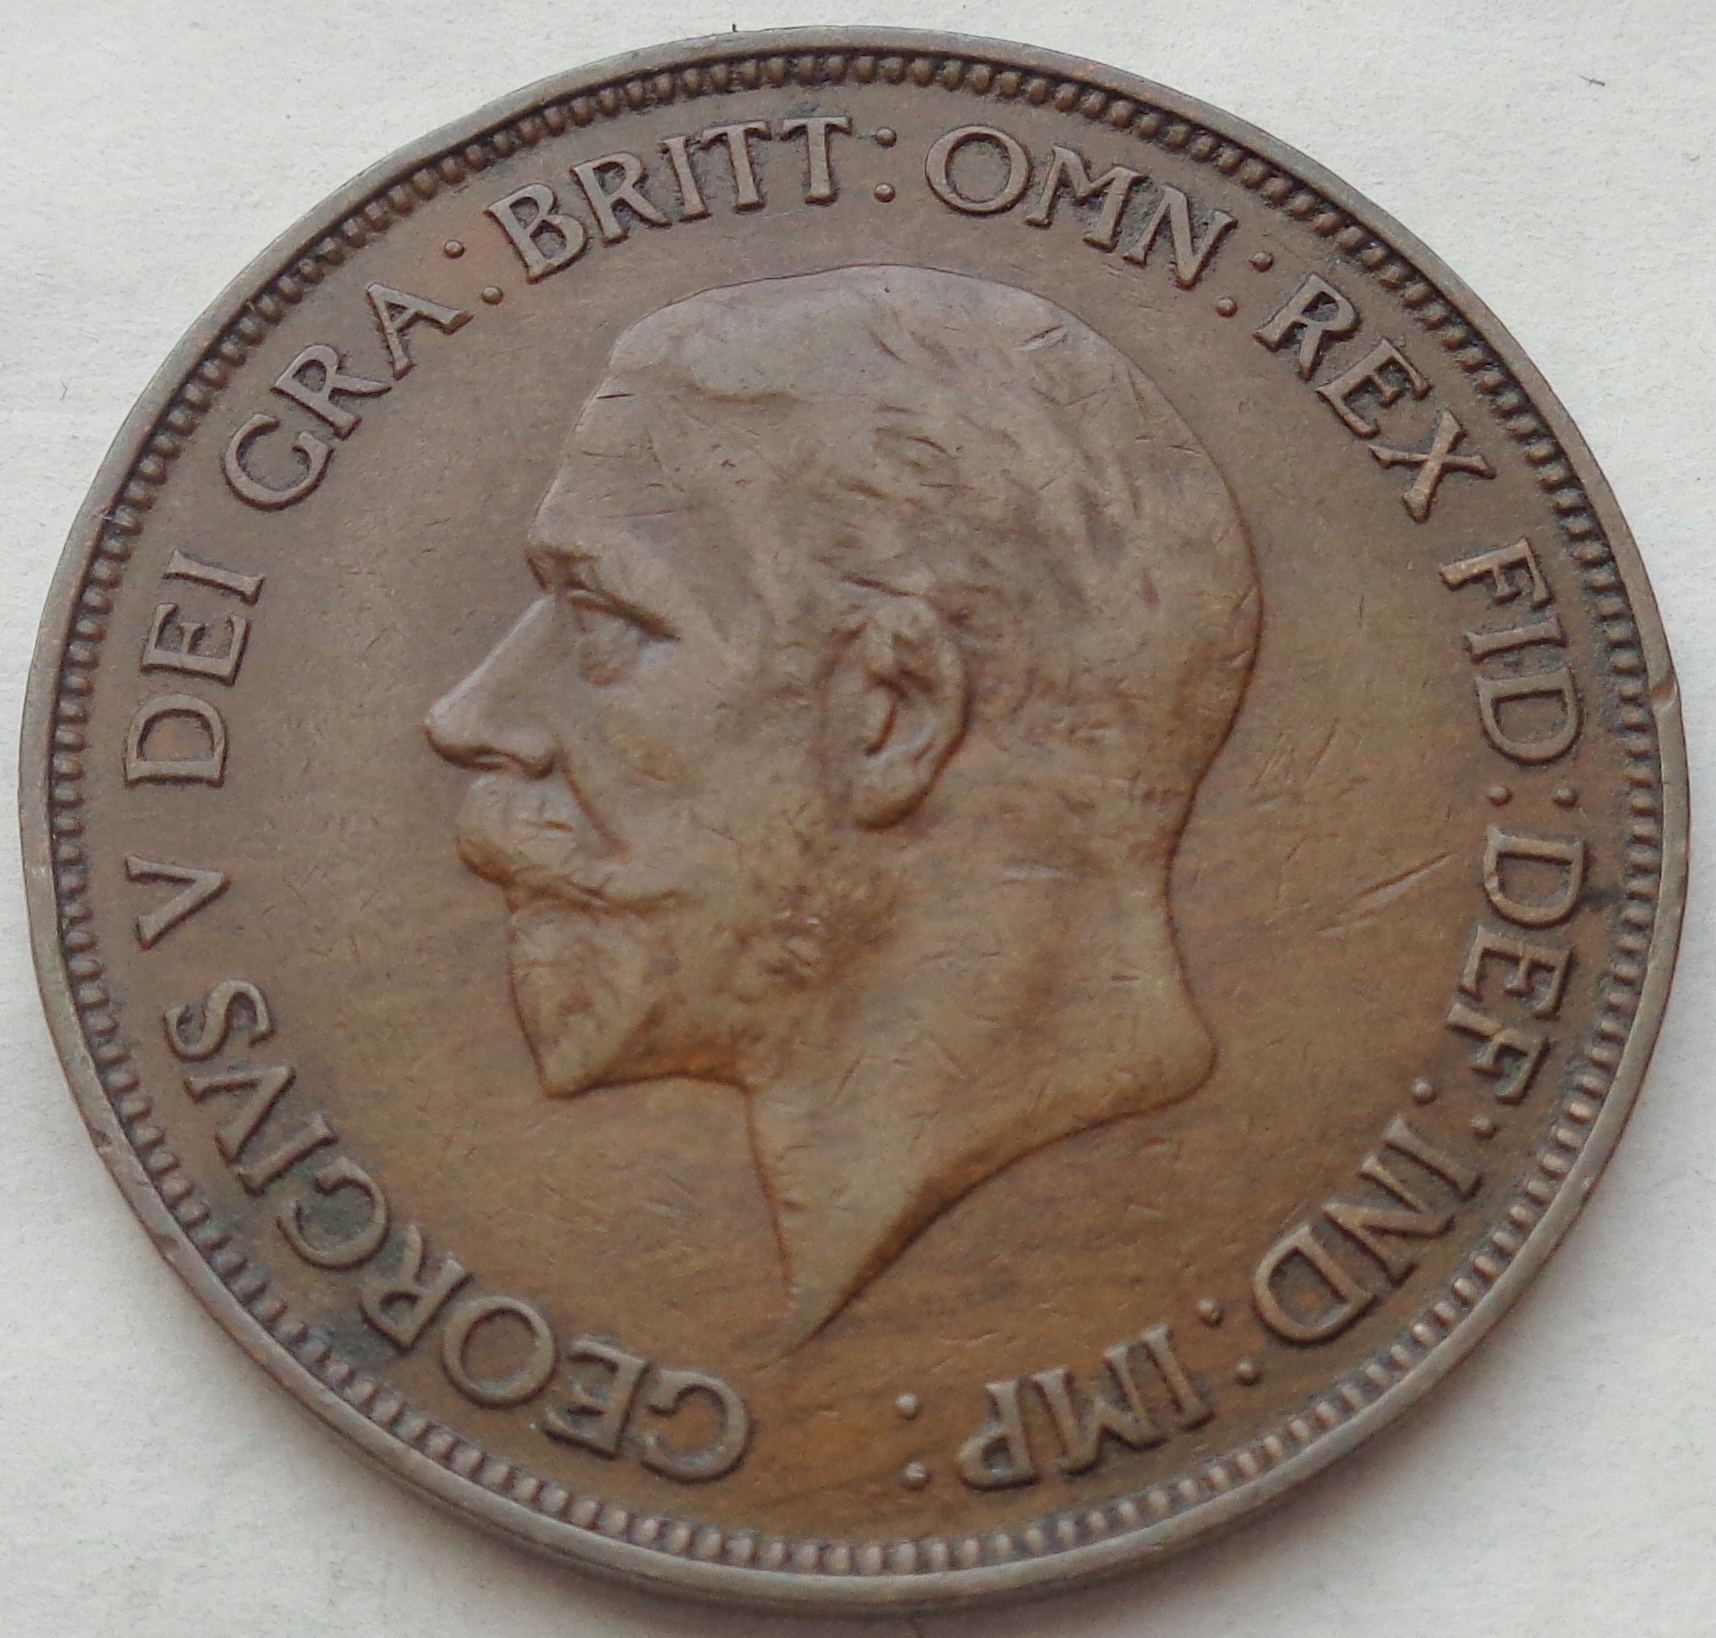 GEORGIVS V DEI GRA: BRITT: OMN: REX FID: DEF: IND: IMP: